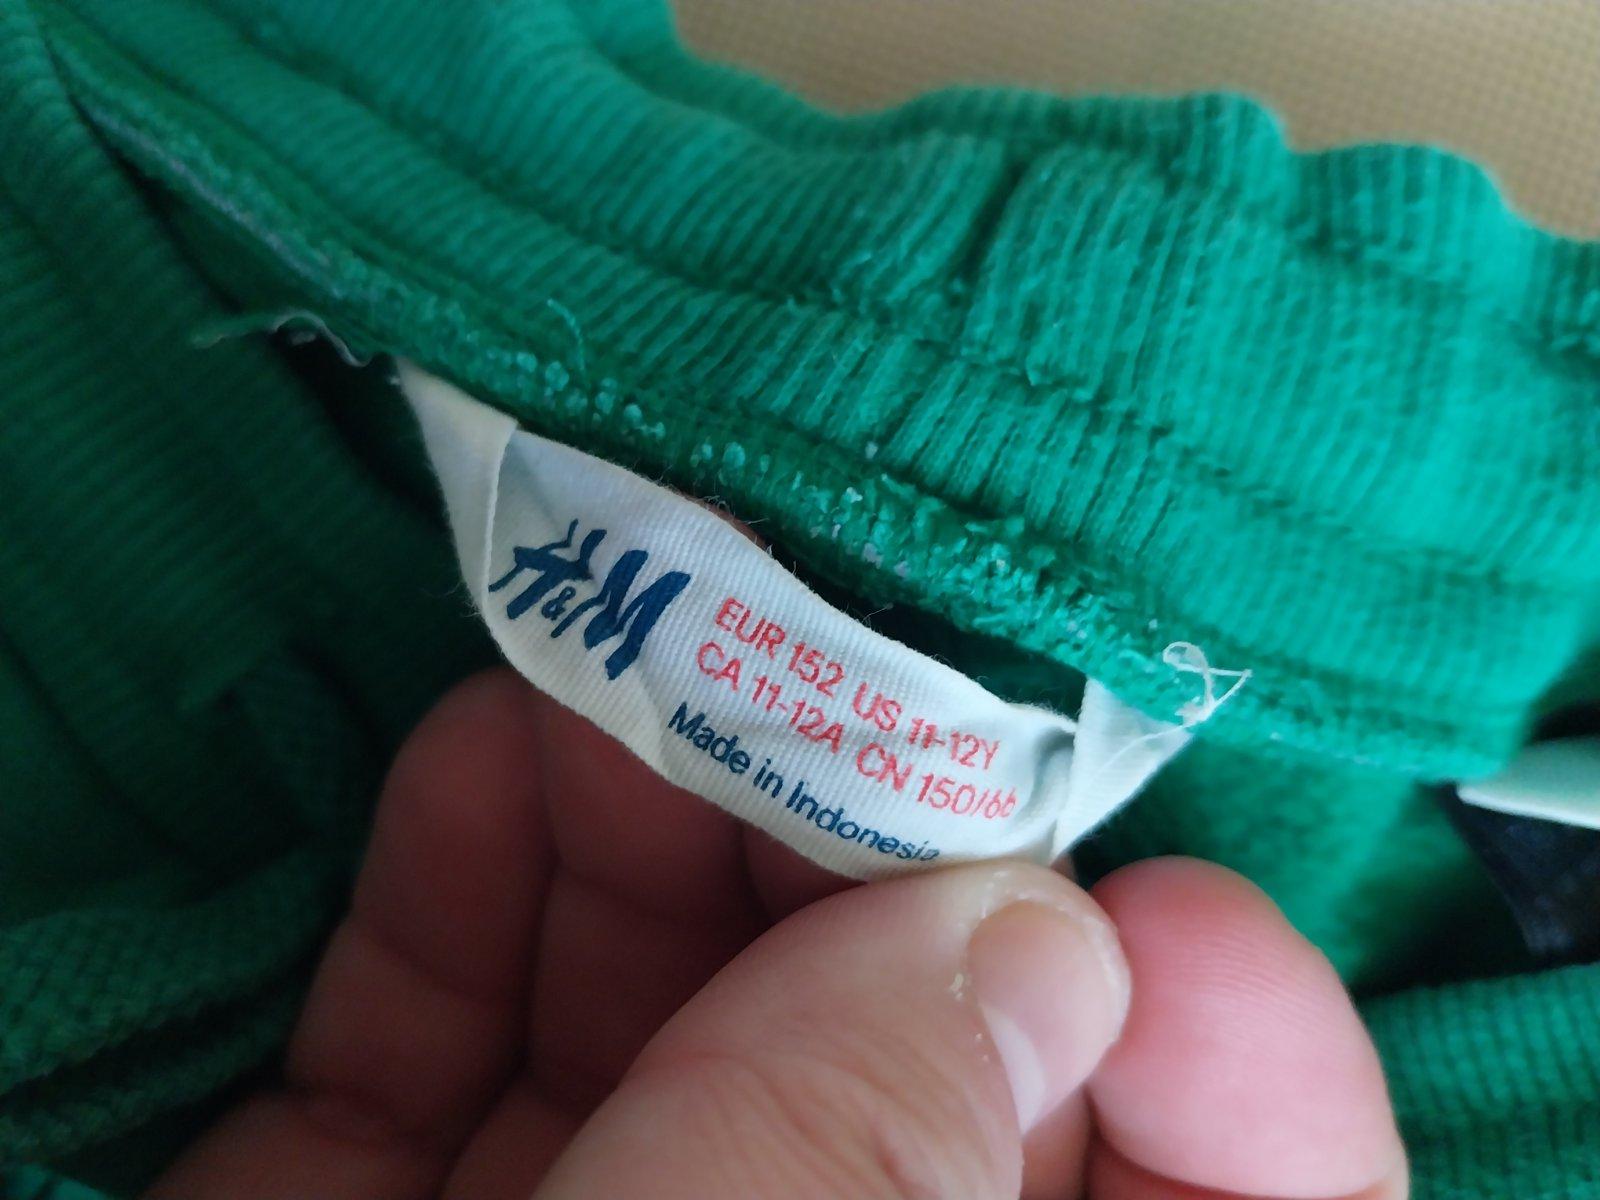 H&M
EUR 152 US 11-12Y
CA 11-12A CN 150/66
Made in Indonesia